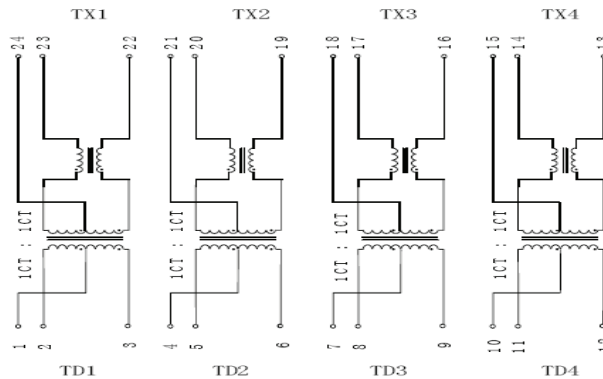 TX1 TX2 TX3 TX4
24 23 22 21 20 19 18 17 16 15 14 13
1CT : 1CT 1CT : 1CT 1CT : 1CT 1CT : 1CT
1 2 3 4 5 6 7 8 9 10 11 12
TD1 TD2 TD3 TD4